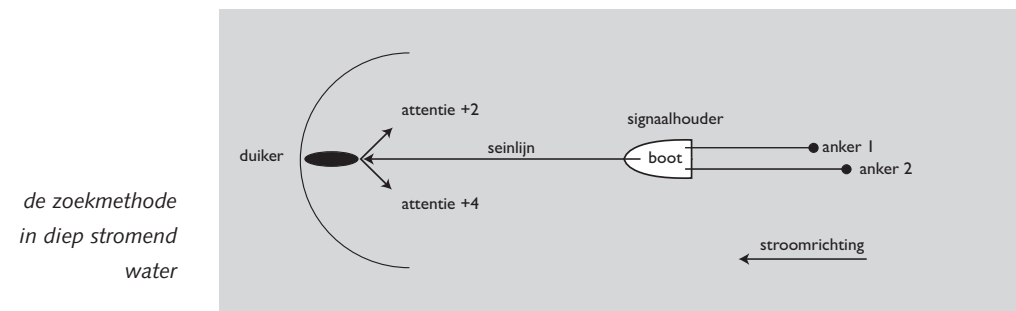 de zoekmethode
in diep stromend
water
attentie +2
signaalhouder
duiker
seinlijn
boot
anker 1
anker 2
attentie +4
stroomrichting